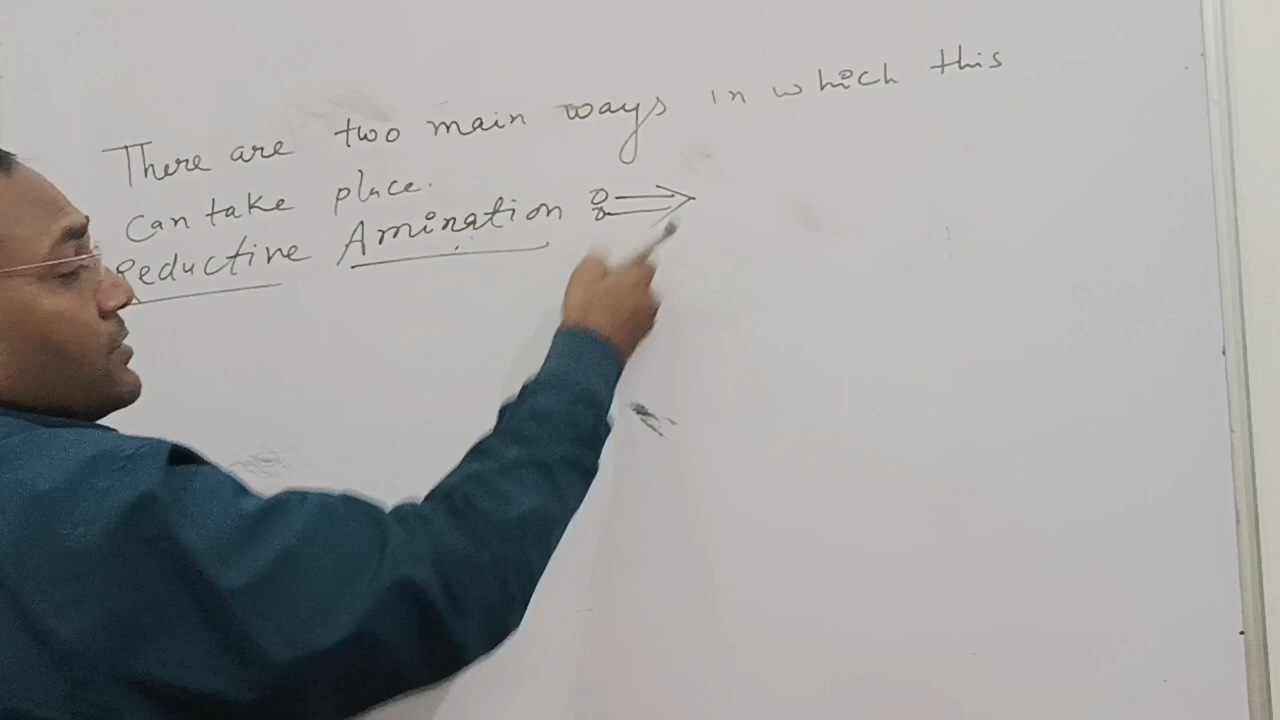 There are two main ways in which this
can take place.
Reductive Amination :⇒